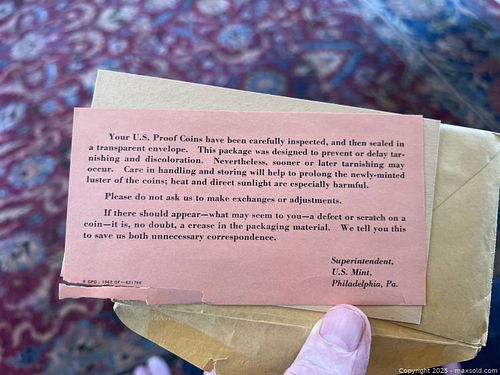 Your U.S. Proof Coins have been carefully inspected, and then sealed in
a transparent envelope. This package was designed to prevent or delay tar-
nishing and discoloration. Nevertheless, sooner or later tarnishing may
occur. Care in handling and storing will help to prolong the newly-minted
luster of the coins; heat and direct sunlight are especially harmful.
Please do not ask us to make exchanges or adjustments.
If there should appear—what may seem to you—a defect or scratch on a
coin—it is, no doubt, a crease in the packaging material. We tell you this
to save us both unnecessary correspondence.
Superintendent,
U.S. Mint,
Philadelphia, Pa.
GPO : 1962 OF—631766
Copyright 2025 - maxsold.com